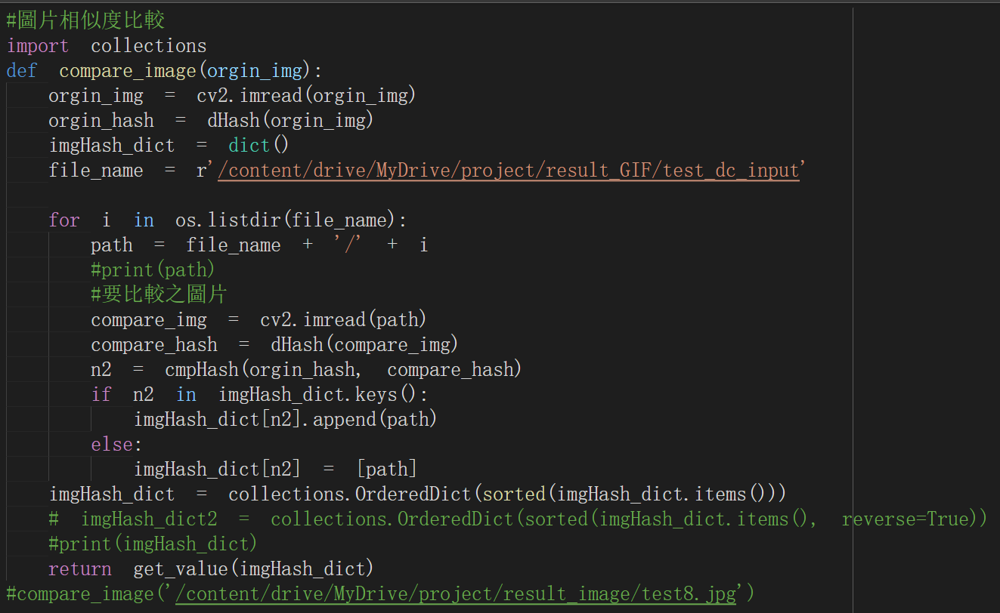 #圖片相似度比較
import collections
def compare_image(orgin_img):
    orgin_img = cv2.imread(orgin_img)
    orgin_hash = dHash(orgin_img)
    imgHash_dict = dict()
    file_name = r'/content/drive/MyDrive/project/result_GIF/test_dc_input'

    for i in os.listdir(file_name):
        path = file_name + '/' + i
        #print(path)
        #要比較之圖片
        compare_img = cv2.imread(path)
        compare_hash = dHash(compare_img)
        n2 = cmpHash(orgin_hash, compare_hash)
        if n2 in imgHash_dict.keys():
            imgHash_dict[n2].append(path)
        else:
            imgHash_dict[n2] = [path]
    imgHash_dict = collections.OrderedDict(sorted(imgHash_dict.items()))
    # imgHash_dict2 = collections.OrderedDict(sorted(imgHash_dict.items(), reverse=True))
    #print(imgHash_dict)
    return get_value(imgHash_dict)
#compare_image('/content/drive/MyDrive/project/result_image/test8.jpg')